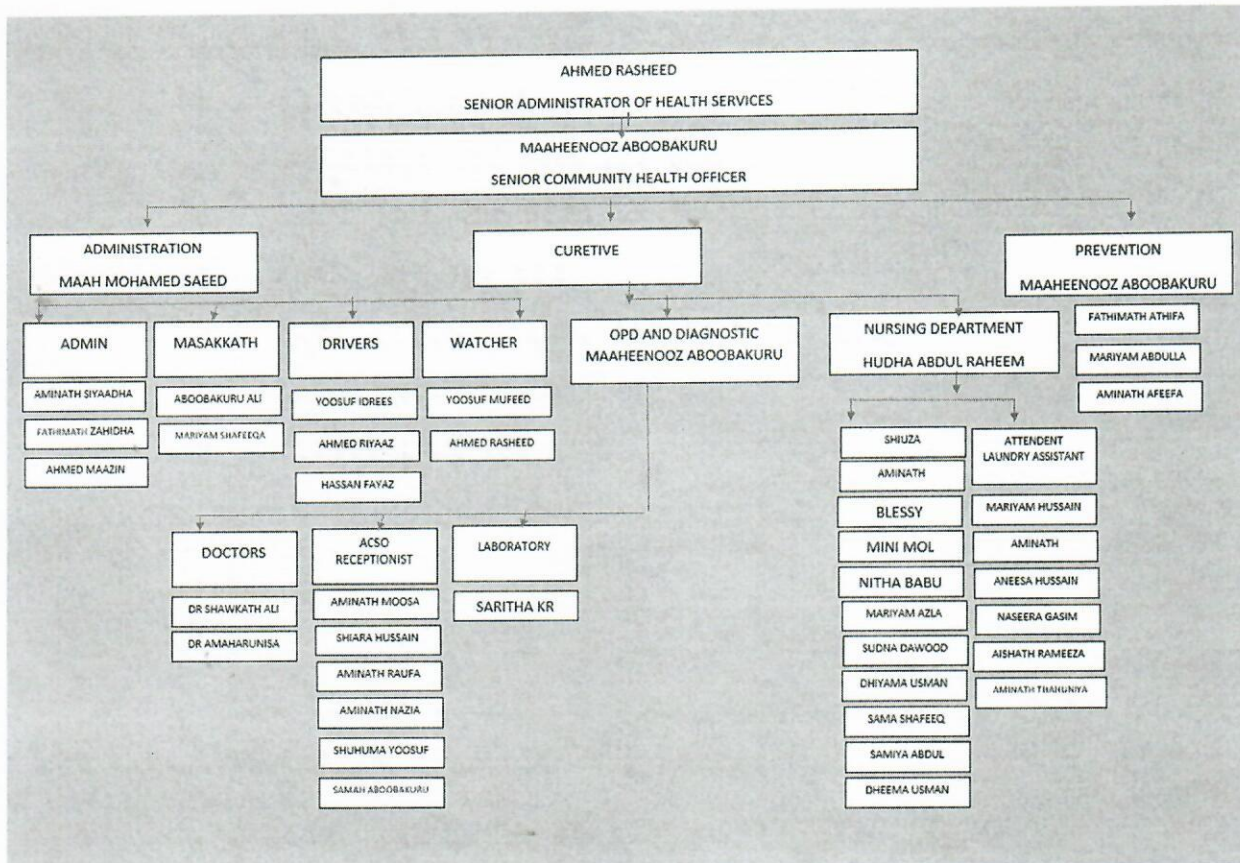 AHMED RASHEED
SENIOR ADMINISTRATOR OF HEALTH SERVICES
MAAHEENOOZ ABOOBAKURU
SENIOR COMMUNITY HEALTH OFFICER
ADMINISTRATION
MAAH MOHAMED SAEED
CURETIVE
PREVENTION
MAAHEENOOZ ABOOBAKURU
ADMIN
AMINATH SIYAADHA
FATHIMATH ZAHIDHA
AHMED MAAZIN
MASAKKATH
ABOOBAKURU ALI
MARIYAM SHAFEEQA
DRIVERS
YOOSUF IDREES
AHMED RIYAAZ
HASSAN FAYAZ
WATCHER
YOOSUF MUFEED
AHMED RASHEED
OPD AND DIAGNOSTIC
MAAHEENOOZ ABOOBAKURU
NURSING DEPARTMENT
HUDHA ABDUL RAHEEM
FATHIMATH ATHIFA
MARIYAM ABDULLA
AMINATH AFEEFA
DOCTORS
DR SHAWKATH ALI
DR AMAHARUNISA
ACSO
RECEPTIONIST
AMINATH MOOSA
SHIARA HUSSAIN
AMINATH RAUFA
AMINATH NAZIA
SHUHUMA YOOSUF
SAMAH ABOOBAKURU
LABORATORY
SARITHA KR
SHIUZA
AMINATH
BLESSY
MINI MOL
NITHA BABU
MARIYAM AZLA
SUDNA DAWOOD
DHIYAMA USMAN
SAMA SHAFEEQ
SAMIYA ABDUL
DHEEMA USMAN
ATTENDENT
LAUNDRY ASSISTANT
MARIYAM HUSSAIN
AMINATH
ANEESA HUSSAIN
NASEERA GASIM
AISHATH RAMEEZA
AMINATH THAHUNIYA